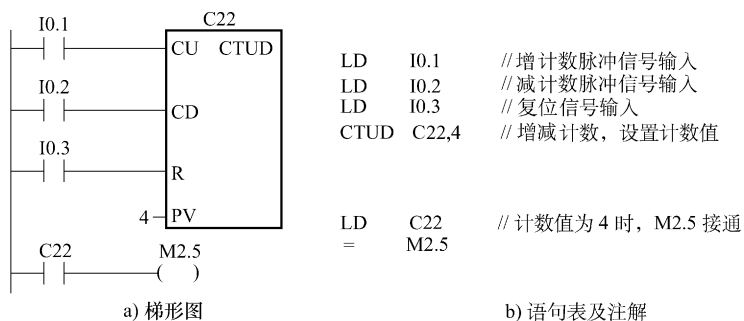 C22
I0.1
CU CTUD
I0.2
CD
I0.3
R
4 PV
C22 M2.5
( )
a) 梯形图
LD I0.1 // 增计数脉冲信号输入
LD I0.2 // 减计数脉冲信号输入
LD I0.3 // 复位信号输入
CTUD C22,4 // 增减计数，设置计数值
LD C22 // 计数值为 4 时，M2.5 接通
= M2.5
b) 语句表及注解